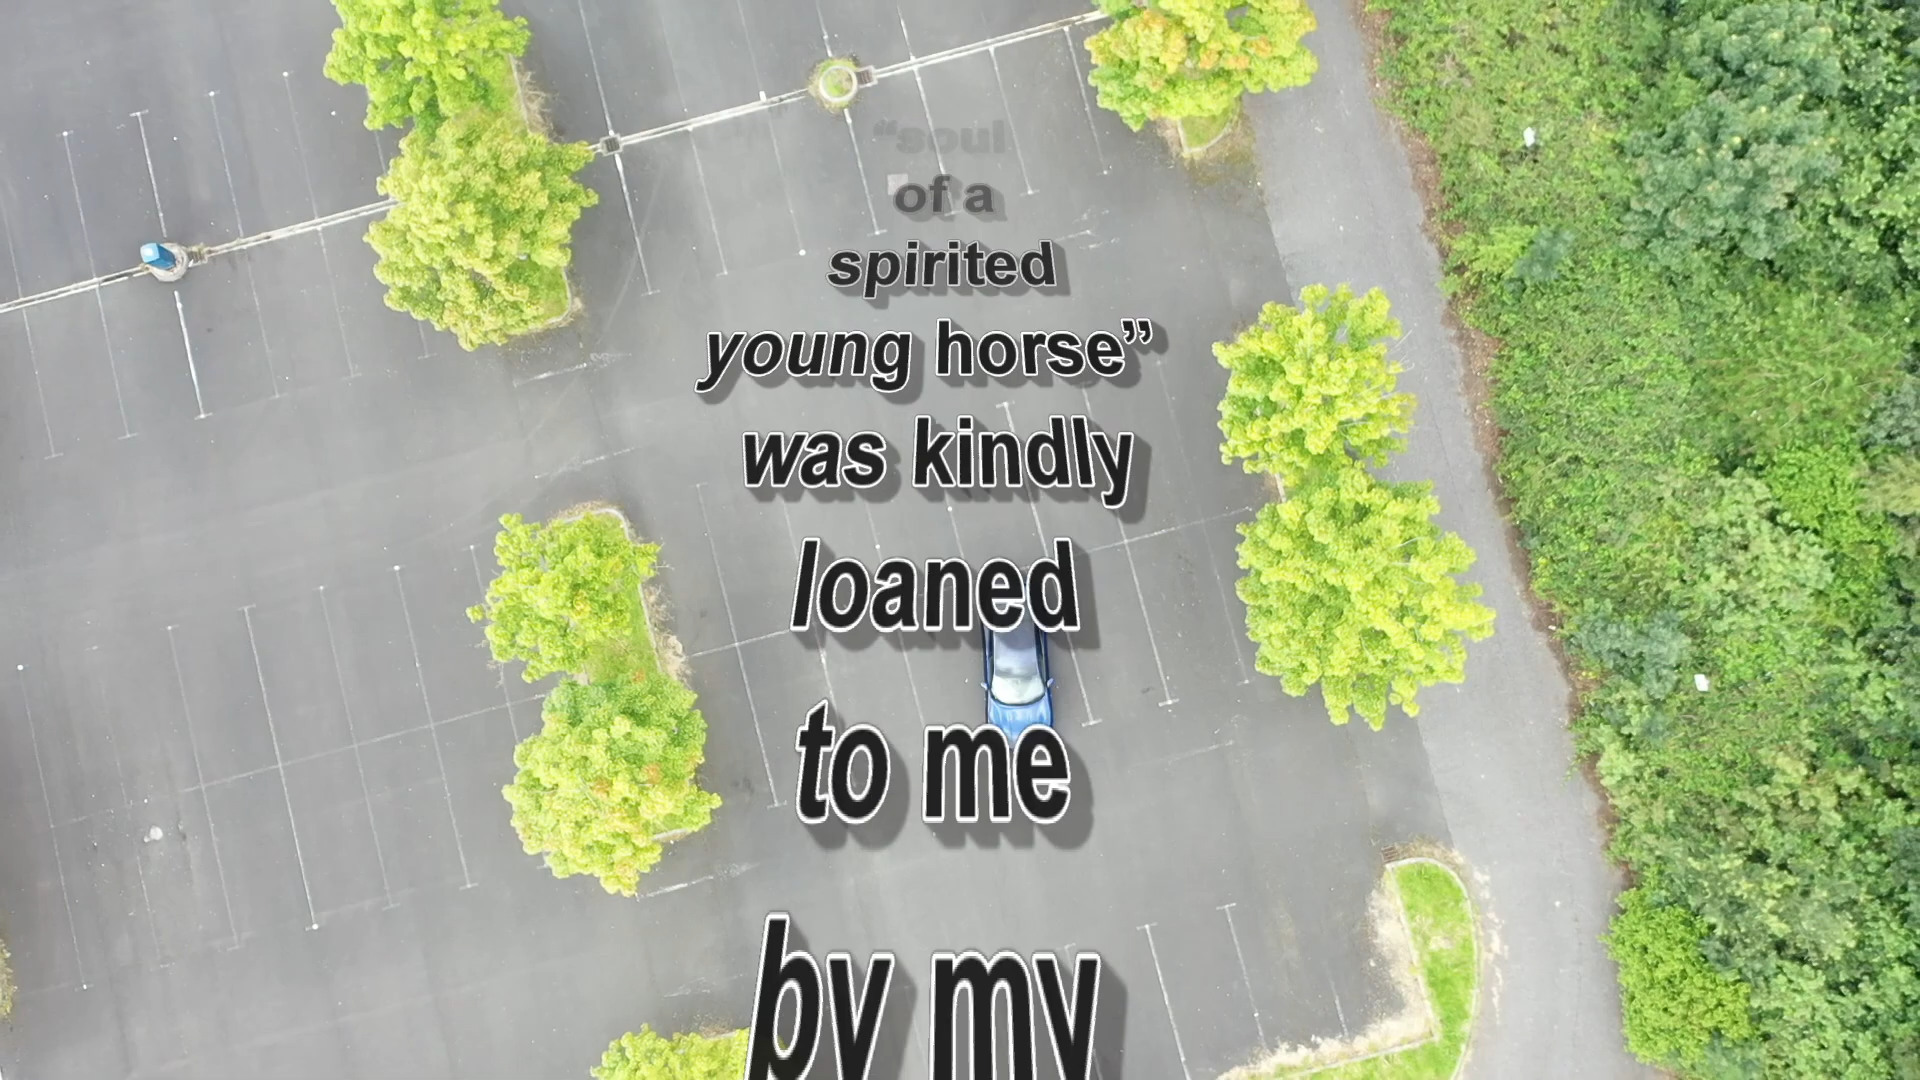 “soul
of a
spirited
young horse”
was kindly
loaned
to me
by my